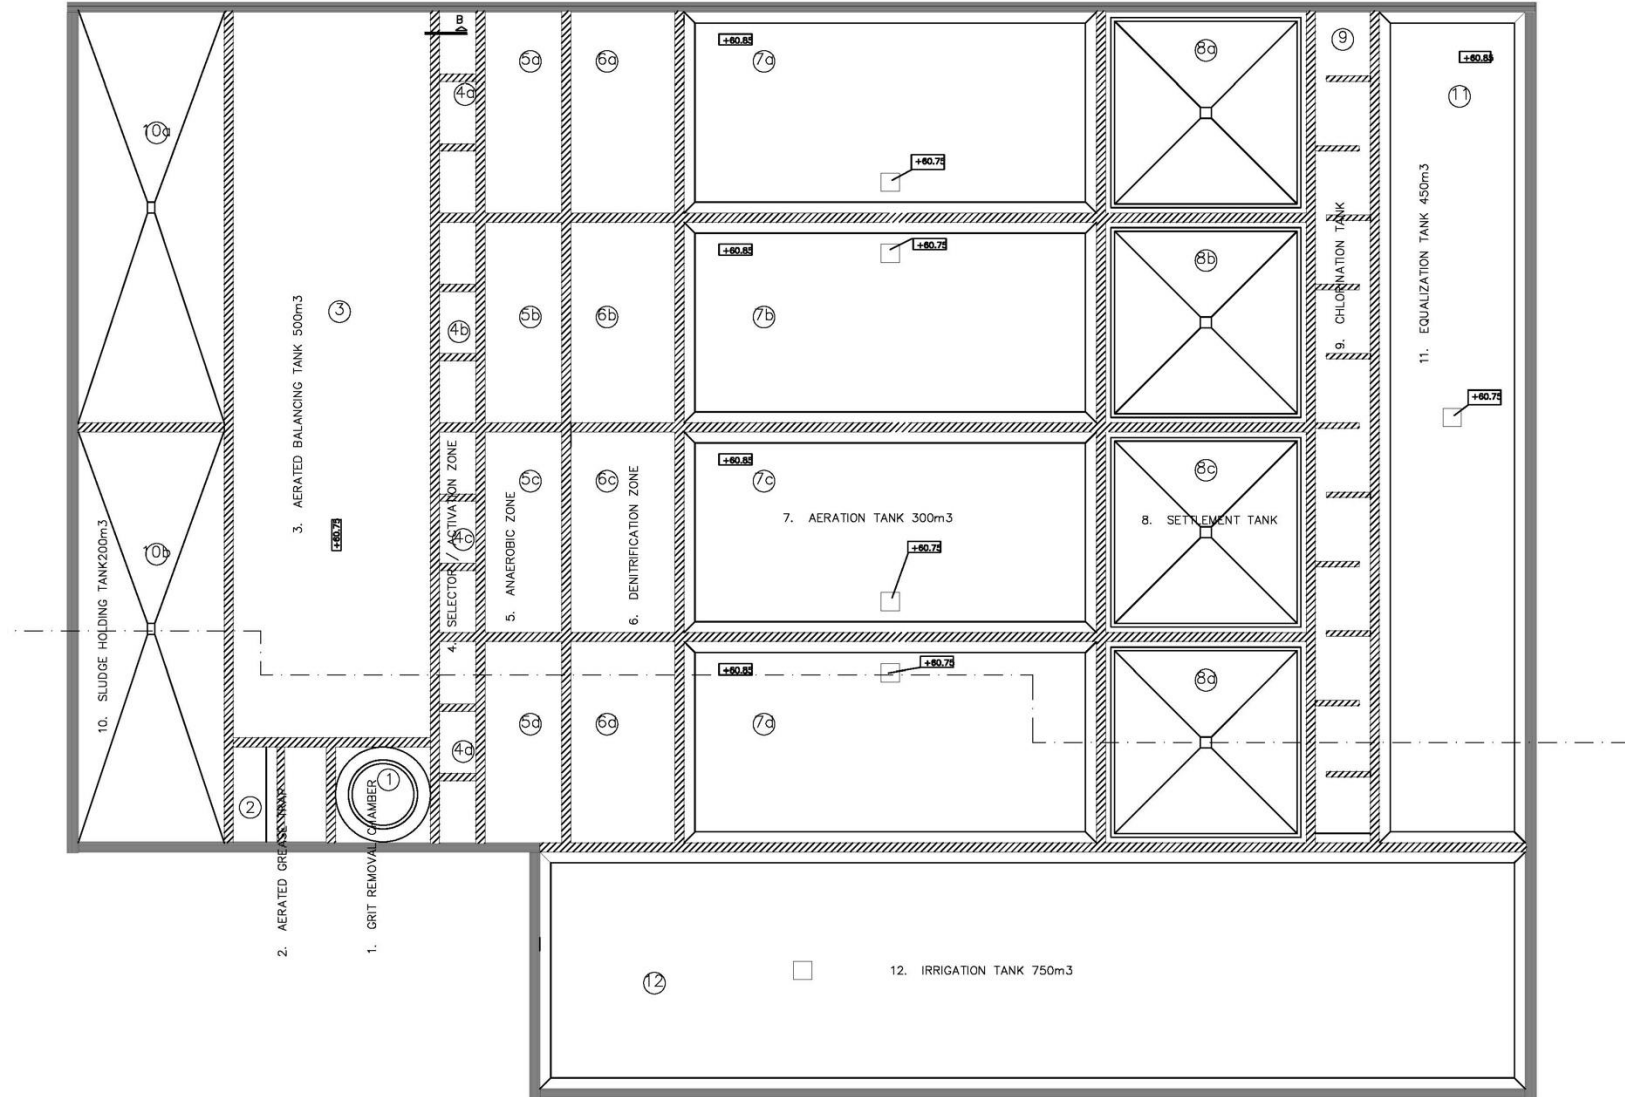 B
9
5a
6a
7a
8a
+60.85
+60.85
4a
11
10a
+60.75
+60.85
+60.75
8b
3
5b
6b
7b
4b
3. AERATED BALANCING TANK 500m3
9. CHLORINATION TANK
11. EQUALIZATION TANK 450m3
+60.75
+60.85
5c
6c
7c
8c
7. AERATION TANK 300m3
8. SETTLEMENT TANK
+60.75
4c
10b
+60.75
10. SLUDGE HOLDING TANK200m3
4. SELECTOR / ACTIVATION ZONE
5. ANAEROBIC ZONE
6. DENITRIFICATION ZONE
+60.85
+60.75
8d
5d
6d
7d
4d
1
2
2. AERATED GREASE TRAP
1. GRIT REMOVAL CHAMBER
12
12. IRRIGATION TANK 750m3